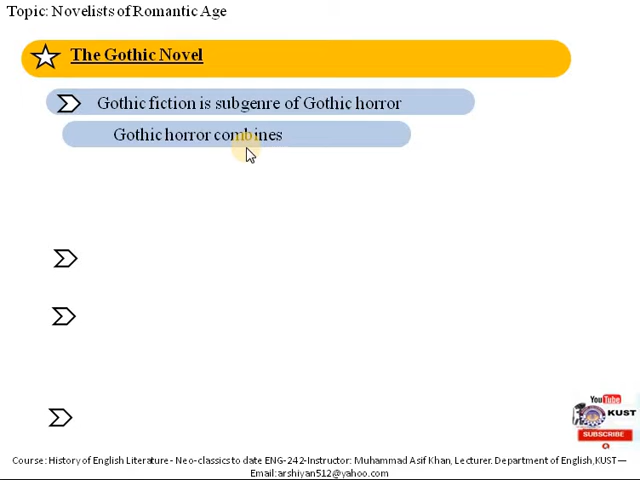 Topic: Novelists of Romantic Age
The Gothic Novel
Gothic fiction is subgenre of Gothic horror
Gothic horror combines
YouTube
KUST
SUBSCRIBE
Course: History of English Literature - Neo-classics to date ENG-242-Instructor: Muhammad Asif Khan, Lecturer. Department of English,KUST—
Email:arshiyan512@yahoo.com